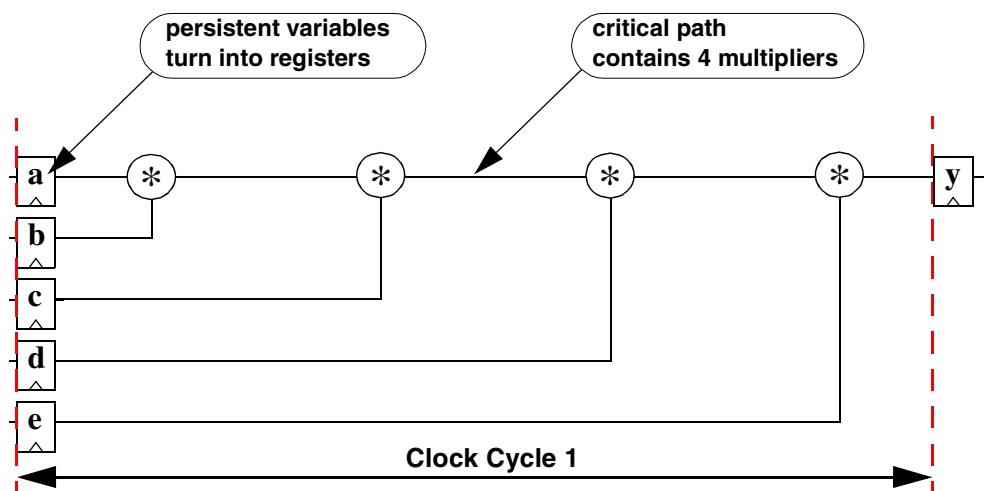 persistent variables
turn into registers
critical path
contains 4 multipliers
a * * * * y
b
c
d
e
Clock Cycle 1